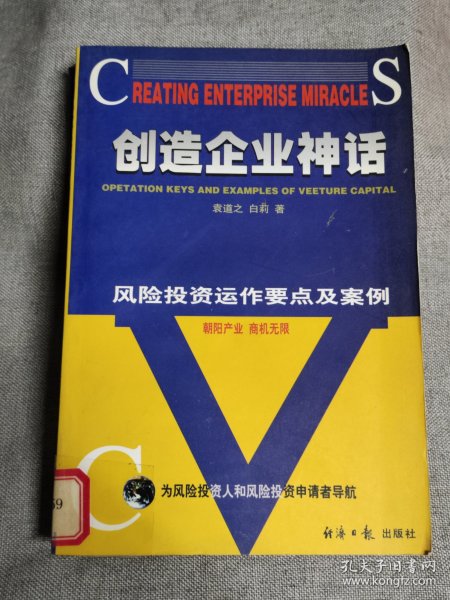 CREATING ENTERPRISE MIRACLES
创造企业神话
OPETATION KEYS AND EXAMPLES OF VEETURE CAPITAL
袁道之 白莉 著
风险投资运作要点及案例
朝阳产业 商机无限
59
为风险投资人和风险投资申请者导航
经济日报出版社
孔夫子旧书网
www.kongfz.com